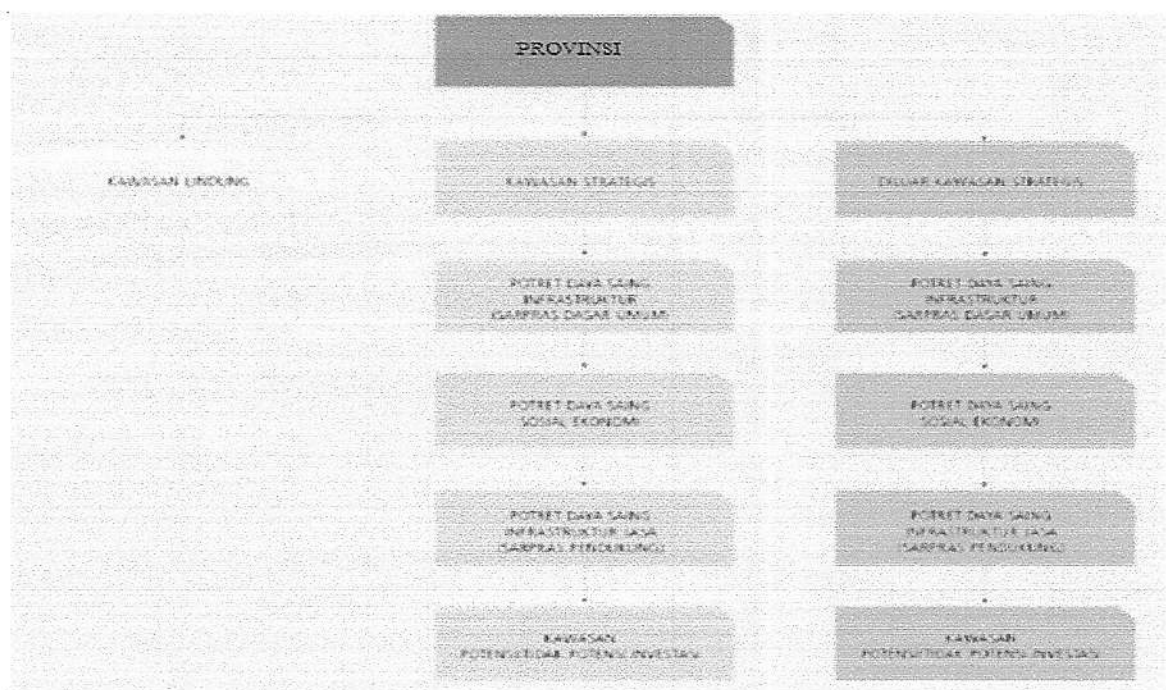 PROVINSI
KAWASAN LINDUNG
KAWASAN STRATEGIS
DILUAR KAWASAN STRATEGIS
POTRET DAYA SAING
INFRASTRUKTUR
(SARPRAS DASAR UMUM)
POTRET DAYA SAING
INFRASTRUKTUR
(SARPRAS DASAR UMUM)
POTRET DAYA SAING
SOSIAL EKONOMI
POTRET DAYA SAING
SOSIAL EKONOMI
POTRET DAYA SAING
INFRASTRUKTUR JASA
(SARPRAS PENDUKUNG)
POTRET DAYA SAING
INFRASTRUKTUR JASA
(SARPRAS PENDUKUNG)
KAWASAN
POTENSI/TIDAK POTENSI INVESTASI
KAWASAN
POTENSI/TIDAK POTENSI INVESTASI